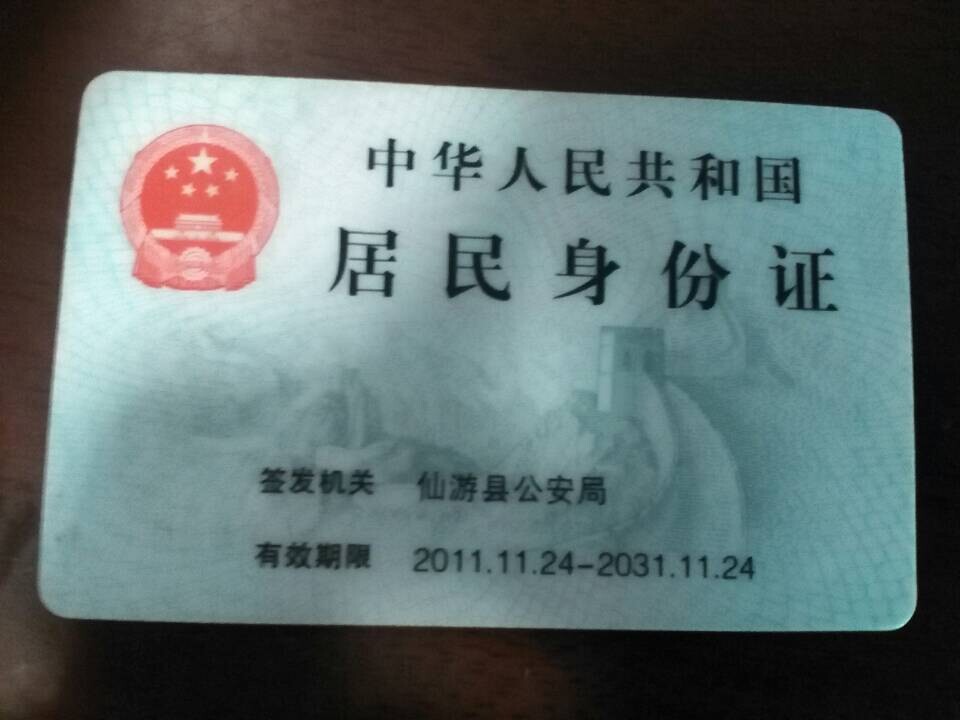 中华人民共和国
居民身份证
签发机关 仙游县公安局
有效期限 2011.11.24-2031.11.24